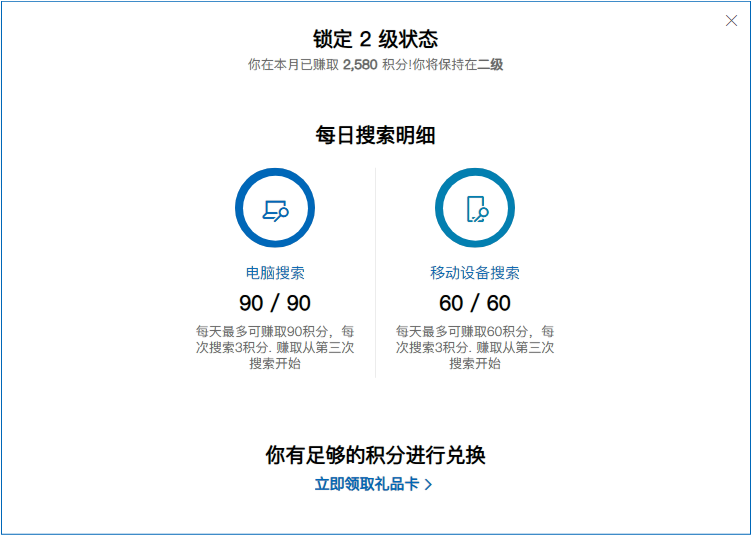 锁定 2 级状态
你在本月已赚取 2,580 积分!你将保持在二级
每日搜索明细
电脑搜索
90 / 90
每天最多可赚取90积分，每
次搜索3积分. 赚取从第三次
搜索开始
移动设备搜索
60 / 60
每天最多可赚取60积分，每
次搜索3积分. 赚取从第三次
搜索开始
你有足够的积分进行兑换
立即领取礼品卡 >